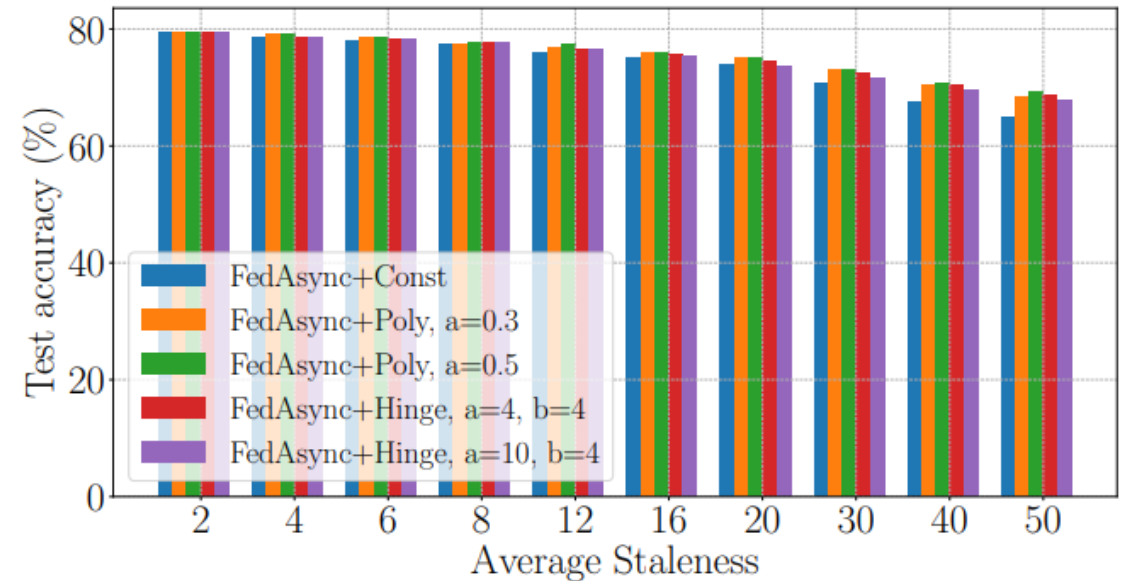 80
60
40
20
0
Test accuracy (%)
FedAsync+Const
FedAsync+Poly, a=0.3
FedAsync+Poly, a=0.5
FedAsync+Hinge, a=4, b=4
FedAsync+Hinge, a=10, b=4
2 4 6 8 12 16 20 30 40 50
Average Staleness